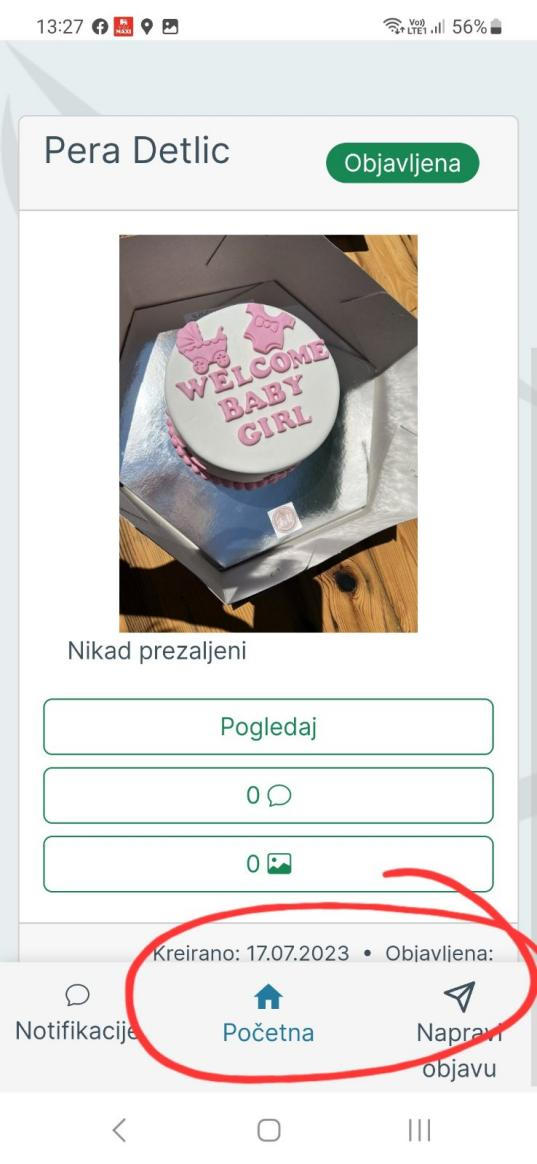 13:27
56%
Pera Detlic
Objavljena
WELCOME
BABY
GIRL
Nikad prezaljeni
Pogledaj
0
0
Kreirano: 17.07.2023 • Objavljena:
Notifikacije
Početna
Napravi
objavu